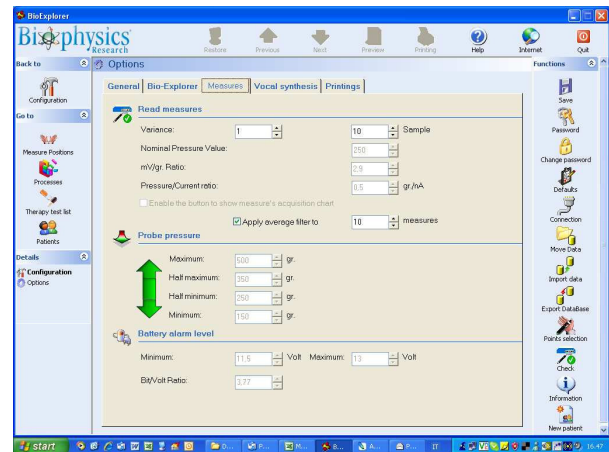 BioExplorer
Biophysics
Research
Restore Previous Next Preview Printing Help Internet Quit
Back to
Options
Functions
General Bio-Explorer Measures Vocal synthesis Printings
Configuration
Go to
Measure Positions
Processes
Therapy test list
Patients
Details
Configuration
Options
Read measures
Variance: 1 10 Sample
Nominal Pressure Value: 250
mV/gr. Ratio: 2,9
Pressure/Current ratio: 0,5 gr./nA
Enable the button to show measure's acquisition chart
Apply average filter to 10 measures
Probe pressure
Maximum: 500 gr.
Half maximum: 350 gr.
Half minimum: 250 gr.
Minimum: 150 gr.
Battery alarm level
Minimum: 11,5 Volt Maximum: 13 Volt
Bit/Volt Ratio: 3,77
Save
Password
Change password
Defaults
Connection
Move Data
Import data
Export DataBase
Points selection
Check
Information
New patient
start D... F... M... B... A... P... IT 16.47